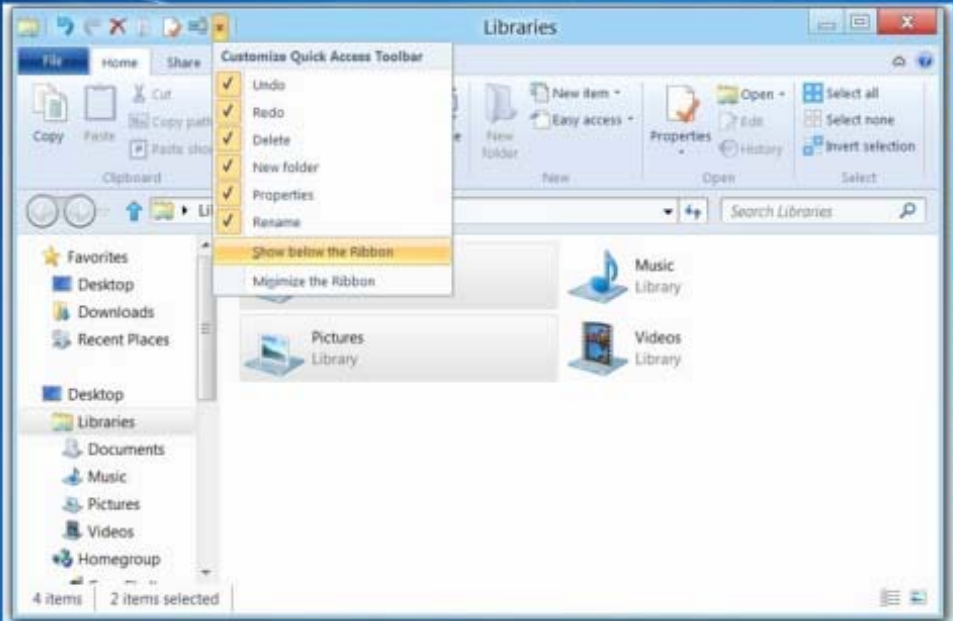 Libraries
File Home Share
Customize Quick Access Toolbar
Undo
Redo
Delete
New folder
Properties
Rename
Show below the Ribbon
Minimize the Ribbon
Copy
Paste
Cut
Copy path
Paste
Clipboard
New
folder
New item
Easy access
New
Properties
Open
Edit
History
Open
Select all
Select none
Invert selection
Select
Search Libraries
Favorites
Desktop
Downloads
Recent Places
Desktop
Libraries
Documents
Music
Pictures
Videos
Homegroup
Music
Library
Pictures
Library
Videos
Library
4 items
2 items selected